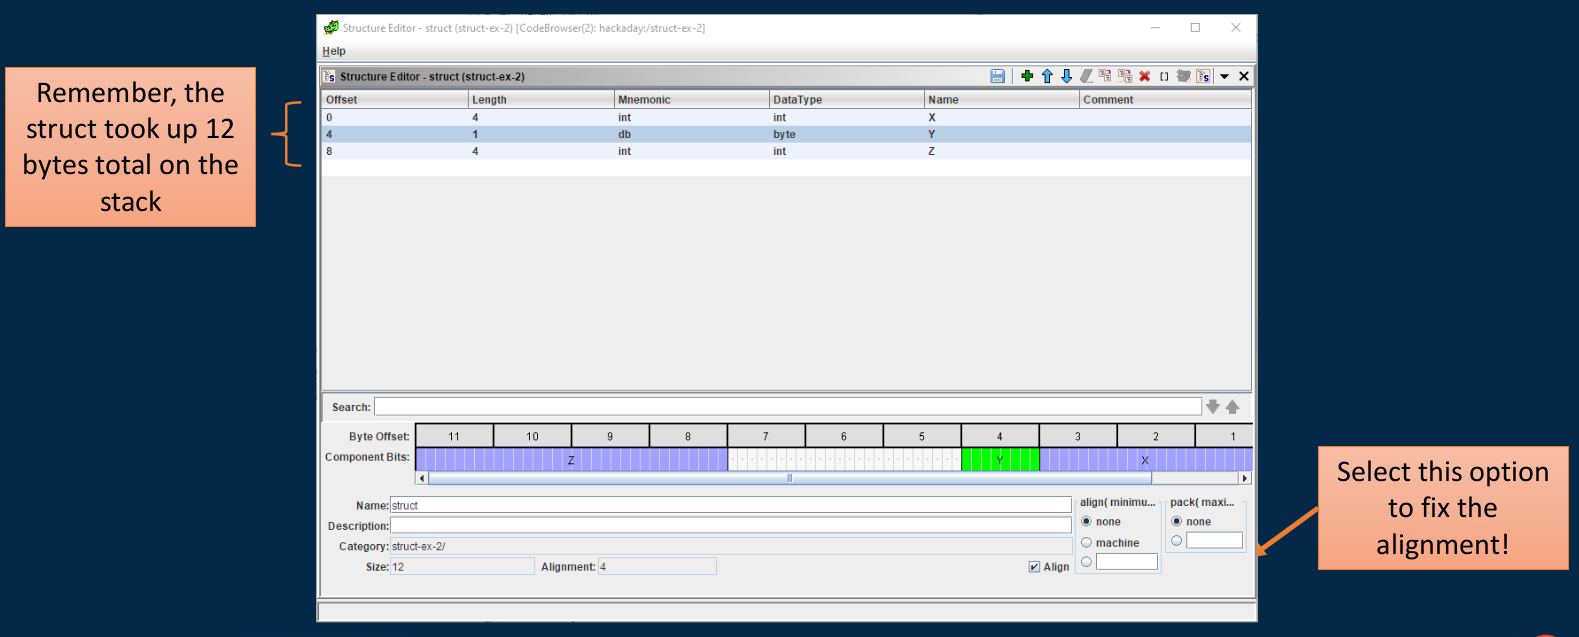 Remember, the
struct took up 12
bytes total on the
stack
Structure Editor - struct (struct-ex-2) [CodeBrowser(2): hackaday:/struct-ex-2]
Help
Structure Editor - struct (struct-ex-2)
Offset Length Mnemonic DataType Name Comment
0 4 int int X
4 1 db byte Y
8 4 int int Z
Search:
Byte Offset: 11 10 9 8 7 6 5 4 3 2 1
Component Bits: Z Y X
Name: struct
Description:
Category: struct-ex-2/
Size: 12 Alignment: 4
Align
align( minimu...
none
machine
pack( maxi...
none
Select this option
to fix the
alignment!